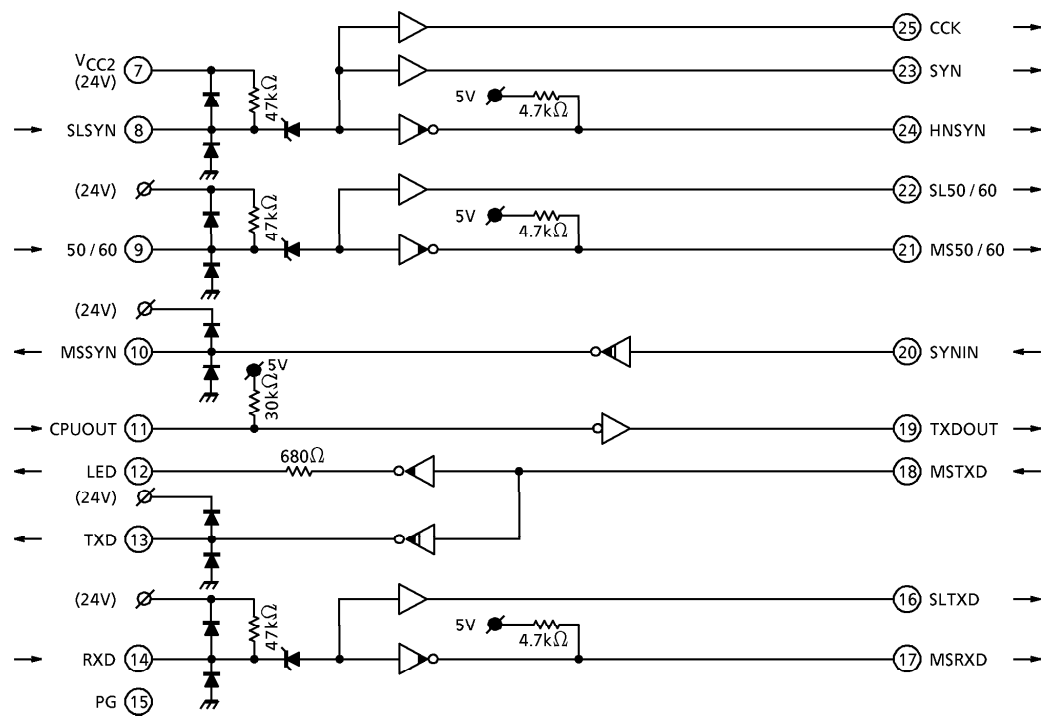 25 CCK
VCC2 (24V) 7
47kΩ
23 SYN
5V
4.7kΩ
SLSYN 8
24 HNSYN
(24V)
47kΩ
22 SL50 / 60
5V
4.7kΩ
50 / 60 9
21 MS50 / 60
(24V)
MSSYN 10
20 SYNIN
5V
30kΩ
CPUOUT 11
19 TXDOUT
680Ω
LED 12
18 MSTXD
(24V)
TXD 13
(24V)
47kΩ
16 SLTXD
5V
4.7kΩ
RXD 14
17 MSRXD
PG 15